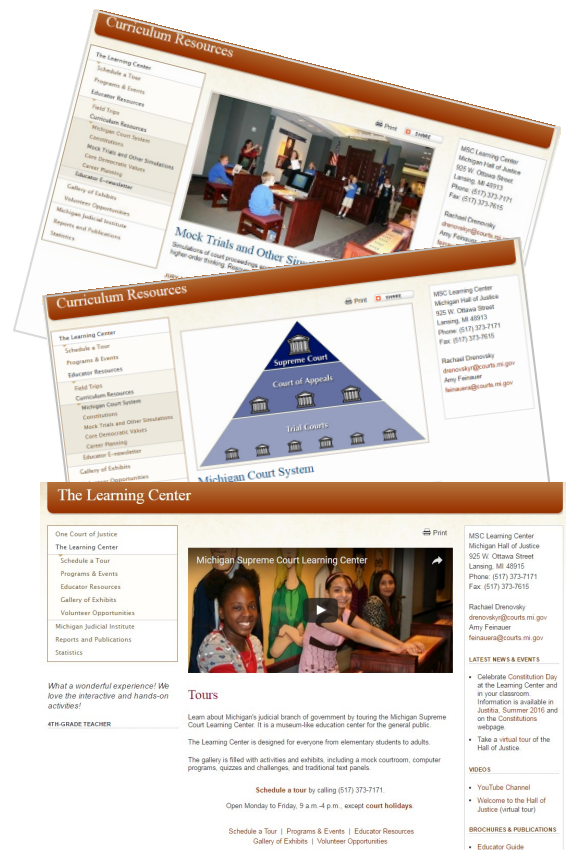 Curriculum Resources
The Learning Center
Schedule a Tour
Programs & Events
Educator Resources
Field Trips
Curriculum Resources
Michigan Court System
Constitutions
Mock Trials and Other Simulations
Core Democratic Values
Career Planning
Educator E-newsletter
Gallery of Exhibits
Volunteer Opportunities
Michigan Judicial Institute
Reports and Publications
Statistics
Print
SHARE
Mock Trials and Other
Simulations of court proceedings
higher-order thinking.
MSC Learning Center
Michigan Hall of Justice
925 W. Ottawa Street
Lansing, MI 48913
Phone: (517) 373-7171
Fax: (517) 373-7615
Rachael Drenovsky
drenovskyr@courts.mi.gov
Amy Feinauer
Curriculum Resources
The Learning Center
Schedule a Tour
Programs & Events
Educator Resources
Field Trips
Curriculum Resources
Michigan Court System
Constitutions
Mock Trials and Other Simulations
Core Democratic Values
Career Planning
Educator E-newsletter
Gallery of Exhibits
Opportunities
Print
SHARE
Supreme Court
Court of Appeals
Trial Courts
Michigan Court System
MSC Learning Center
Michigan Hall of Justice
925 W. Ottawa Street
Lansing, MI 48913
Phone: (517) 373-7171
Fax: (517) 373-7615
Rachael Drenovsky
drenovskyr@courts.mi.gov
Amy Feinauer
feinauera@courts.mi.gov
The Learning Center
One Court of Justice
The Learning Center
Schedule a Tour
Programs & Events
Educator Resources
Gallery of Exhibits
Volunteer Opportunities
Michigan Judicial Institute
Reports and Publications
Statistics
What a wonderful experience! We
love the interactive and hands-on
activities!
4TH-GRADE TEACHER
Print
Michigan Supreme Court Learning Center
Tours
Learn about Michigan's judicial branch of government by touring the Michigan Supreme
Court Learning Center. It is a museum-like education center for the general public.
The Learning Center is designed for everyone from elementary students to adults.
The gallery is filled with activities and exhibits, including a mock courtroom, computer
programs, quizzes and challenges, and traditional text panels.
Schedule a tour by calling (517) 373-7171.
Open Monday to Friday, 9 a.m.-4 p.m., except court holidays.
Schedule a Tour | Programs & Events | Educator Resources
Gallery of Exhibits | Volunteer Opportunities
MSC Learning Center
Michigan Hall of Justice
925 W. Ottawa Street
Lansing, MI 48915
Phone: (517) 373-7171
Fax: (517) 373-7615
Rachael Drenovsky
drenovskyr@courts.mi.gov
Amy Feinauer
feinauera@courts.mi.gov
LATEST NEWS & EVENTS
• Celebrate Constitution Day
at the Learning Center and
in your classroom.
Information is available in
Justitia, Summer 2016 and
on the Constitutions
webpage.
• Take a virtual tour of the
Hall of Justice.
VIDEOS
• YouTube Channel
• Welcome to the Hall of
Justice (virtual tour)
BROCHURES & PUBLICATIONS
• Educator Guide